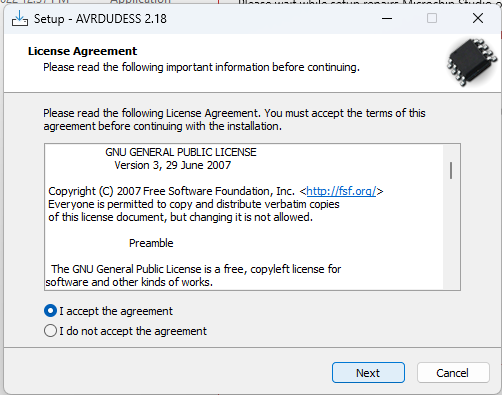 Setup - AVRDUDESS 2.18
License Agreement
Please read the following important information before continuing.
Please read the following License Agreement. You must accept the terms of this
agreement before continuing with the installation.
GNU GENERAL PUBLIC LICENSE
Version 3, 29 June 2007
Copyright (C) 2007 Free Software Foundation, Inc. <http://fsf.org/>
Everyone is permitted to copy and distribute verbatim copies
of this license document, but changing it is not allowed.
Preamble
The GNU General Public License is a free, copyleft license for
software and other kinds of works.
I accept the agreement
I do not accept the agreement
Next
Cancel